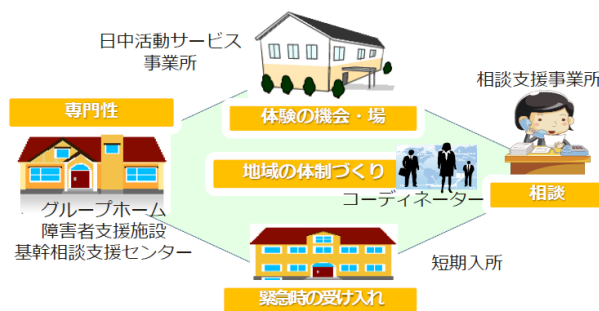 日中活動サービス
事業所
相談支援事業所
専門性
体験の機会・場
地域の体制づくり
コーディネーター
相談
グループホーム
障害者支援施設
基幹相談支援センター
短期入所
緊急時の受け入れ